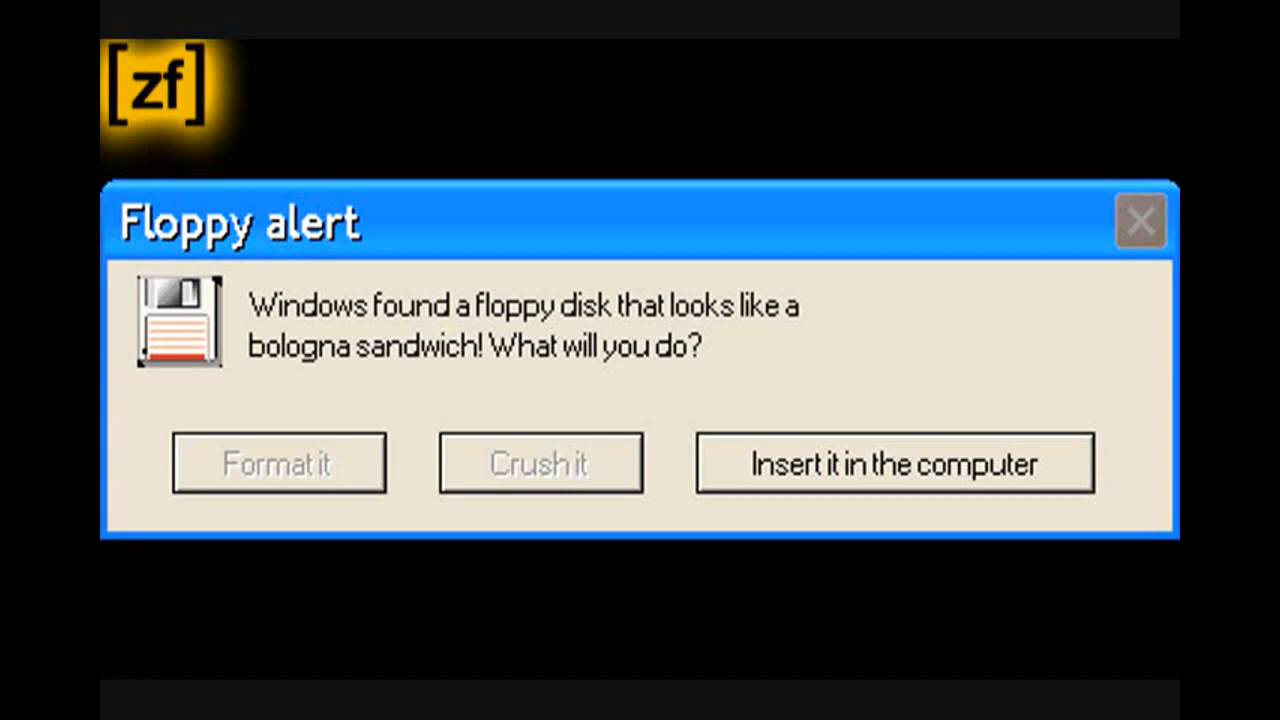 [zf]
Floppy alert
Windows found a floppy disk that looks like a
bologna sandwich! What will you do?
Format it
Crush it
Insert it in the computer